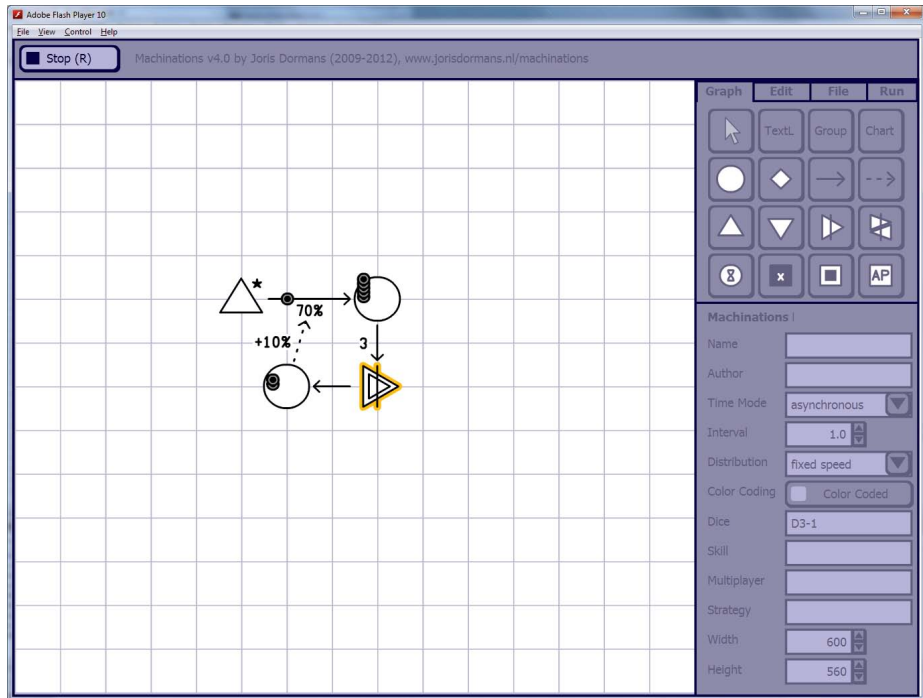 Adobe Flash Player 10
File View Control Help
Stop (R)
Machinations v4.0 by Joris Dormans (2009-2012), www.jorisdormans.nl/machinations
Graph Edit File Run
TextL Group Chart
x AP
*
70%
+10%
3
Machinations |
Name
Author
Time Mode asynchronous
Interval 1.0
Distribution fixed speed
Color Coding Color Coded
Dice D3-1
Skill
Multiplayer
Strategy
Width 600
Height 560